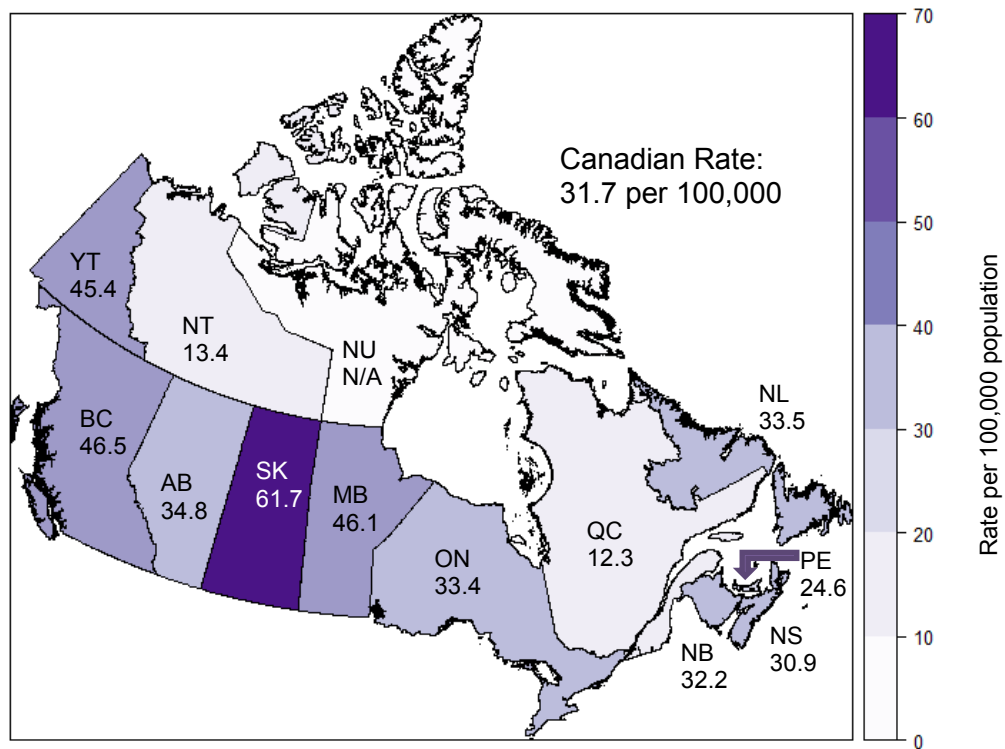 Canadian Rate:
31.7 per 100,000
YT
45.4
NT
13.4
NU
N/A
BC
46.5
AB
34.8
SK
61.7
MB
46.1
ON
33.4
QC
12.3
NL
33.5
PE
24.6
NS
30.9
NB
32.2
70
60
50
40
30
20
10
0
Rate per 100,000 population